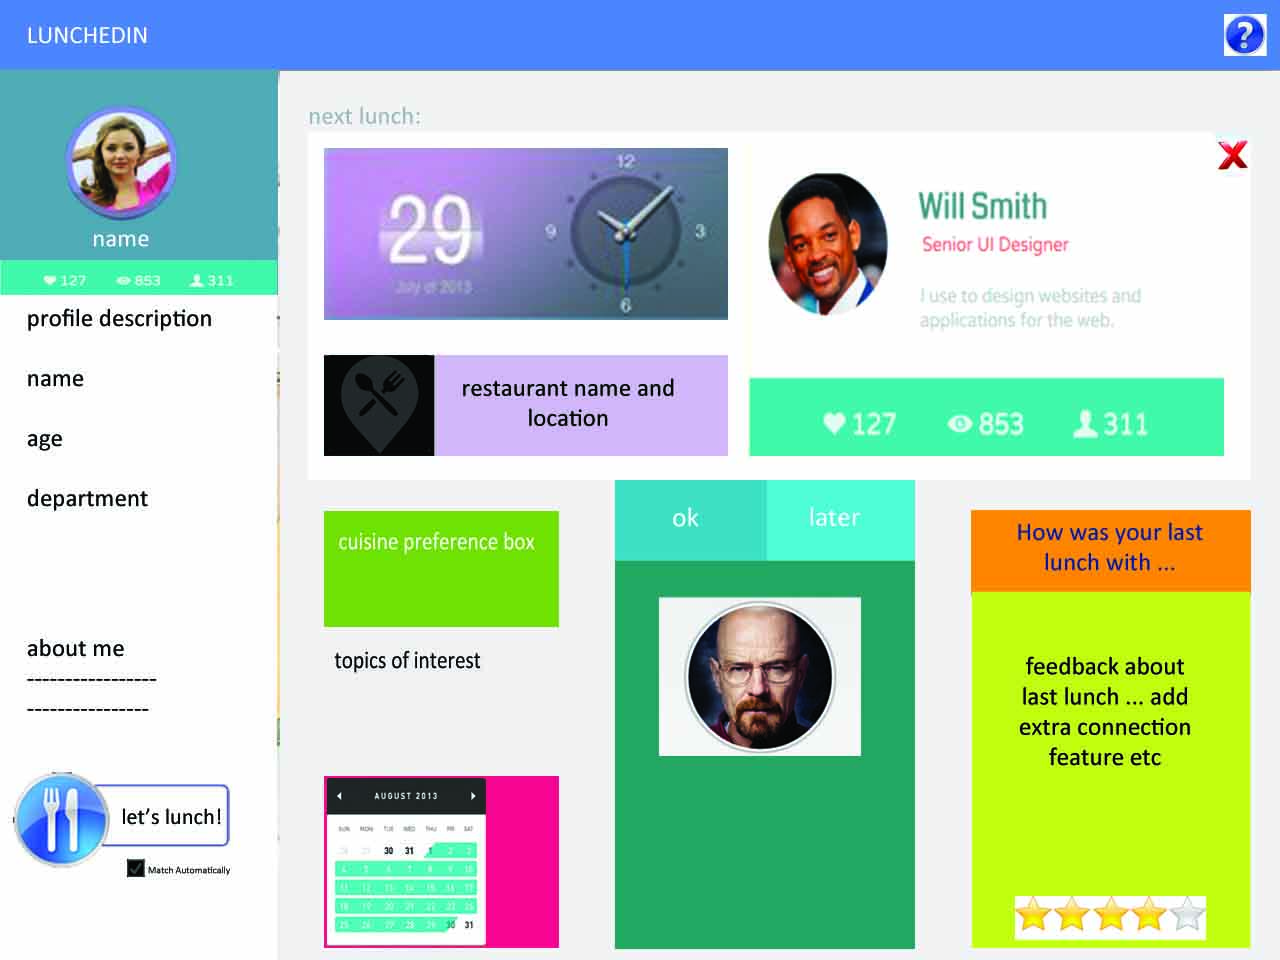 LUNCHEDIN
?
name
127 853 311
profile description
name
age
department
about me
-----------------
----------------
let's lunch!
Match Automatically
next lunch:
29
July of 2013
12
3
6
9
restaurant name and
location
X
Will Smith
Senior UI Designer
I use to design websites and
applications for the web.
127 853 311
cuisine preference box
topics of interest
AUGUST 2013
SUN MON TUE WED THU FRI SAT
30 31 1 2 3
4 5 6 7 8 9 10
11 12 13 14 15 16 17
18 19 20 21 22 23 24
25 26 27 28 29 30 31
ok later
How was your last
lunch with ...
feedback about
last lunch ... add
extra connection
feature etc